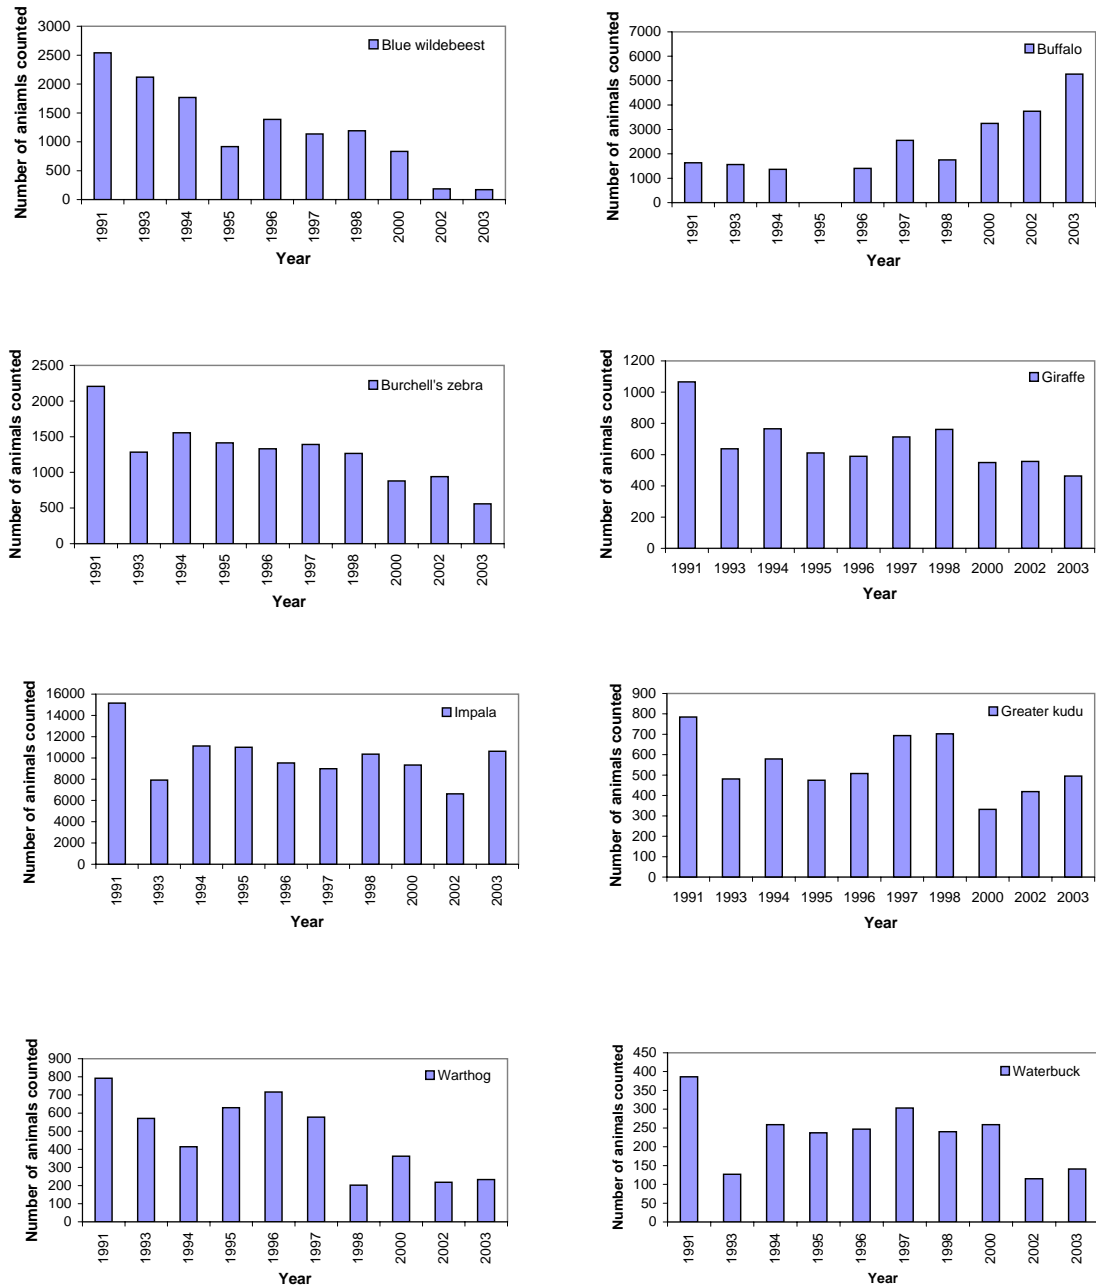 Number of aniamls counted
3000
2500
2000
1500
1000
500
0
Blue wildebeest
1991 1993 1994 1995 1996 1997 1998 2000 2002 2003
Year
Number of animals counted
7000
6000
5000
4000
3000
2000
1000
0
Buffalo
1991 1993 1994 1995 1996 1997 1998 2000 2002 2003
Year
Number of animals counted
2500
2000
1500
1000
500
0
Burchell's zebra
1991 1993 1994 1995 1996 1997 1998 2000 2002 2003
Year
Number of animals counted
1200
1000
800
600
400
200
0
Giraffe
1991 1993 1994 1995 1996 1997 1998 2000 2002 2003
Year
Number of animals counted
16000
14000
12000
10000
8000
6000
4000
2000
0
Impala
1991 1993 1994 1995 1996 1997 1998 2000 2002 2003
Year
Number of animals counted
900
800
700
600
500
400
300
200
100
0
Greater kudu
1991 1993 1994 1995 1996 1997 1998 2000 2002 2003
Year
Number of animals counted
900
800
700
600
500
400
300
200
100
0
Warthog
1991 1993 1994 1995 1996 1997 1998 2000 2002 2003
Year
Number of animals counted
450
400
350
300
250
200
150
100
50
0
Waterbuck
1991 1993 1994 1995 1996 1997 1998 2000 2002 2003
Year